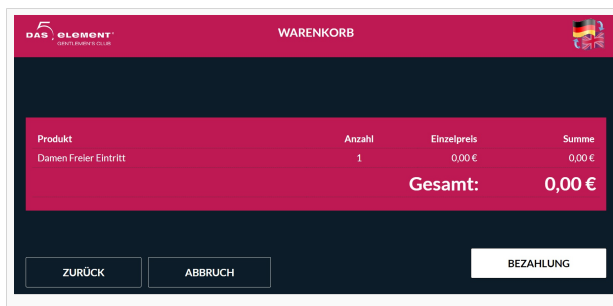 DAS 5 ELEMENT
GENTLEMEN'S CLUB
WARENKORB
Produkt Anzahl Einzelpreis Summe
Damen Freier Eintritt 1 0,00 € 0,00 €
Gesamt: 0,00 €
ZURÜCK ABBRUCH BEZAHLUNG